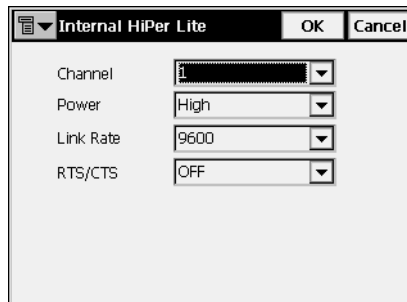 Internal HiPer Lite OK Cancel
Channel 1
Power High
Link Rate 9600
RTS/CTS OFF